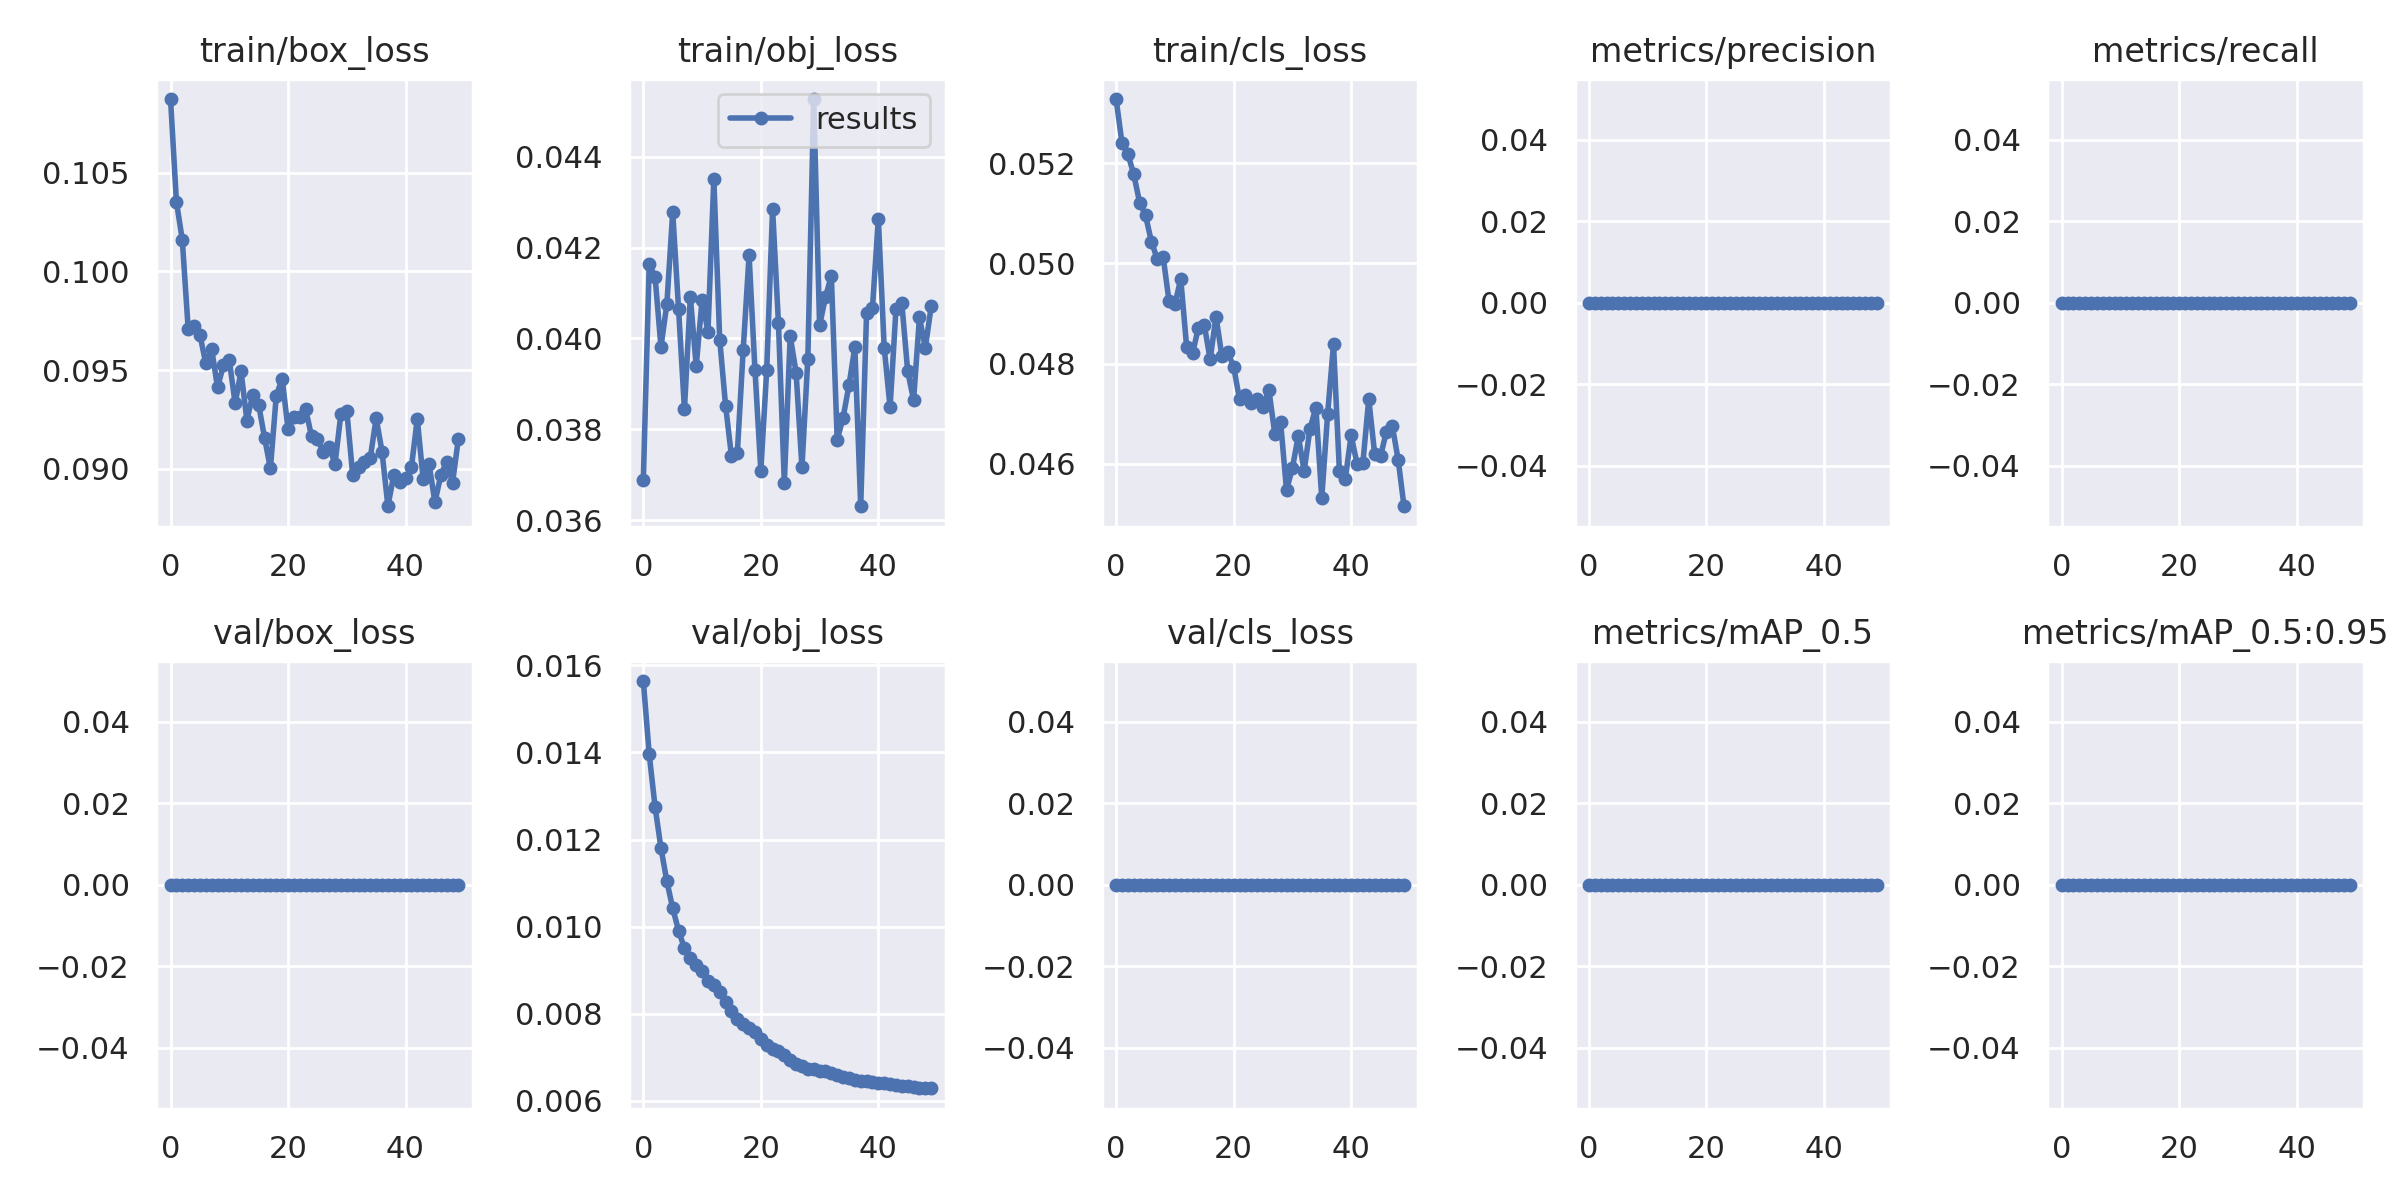 train/box_loss
train/obj_loss
train/cls_loss
metrics/precision
metrics/recall
0.105
0.100
0.095
0.090
0 20 40
results
0.044
0.042
0.040
0.038
0.036
0 20 40
0.052
0.050
0.048
0.046
0 20 40
0.04
0.02
0.00
−0.02
−0.04
0 20 40
0.04
0.02
0.00
−0.02
−0.04
0 20 40
val/box_loss
val/obj_loss
val/cls_loss
metrics/mAP_0.5
metrics/mAP_0.5:0.95
0.04
0.02
0.00
−0.02
−0.04
0 20 40
0.016
0.014
0.012
0.010
0.008
0.006
0 20 40
0.04
0.02
0.00
−0.02
−0.04
0 20 40
0.04
0.02
0.00
−0.02
−0.04
0 20 40
0.04
0.02
0.00
−0.02
−0.04
0 20 40